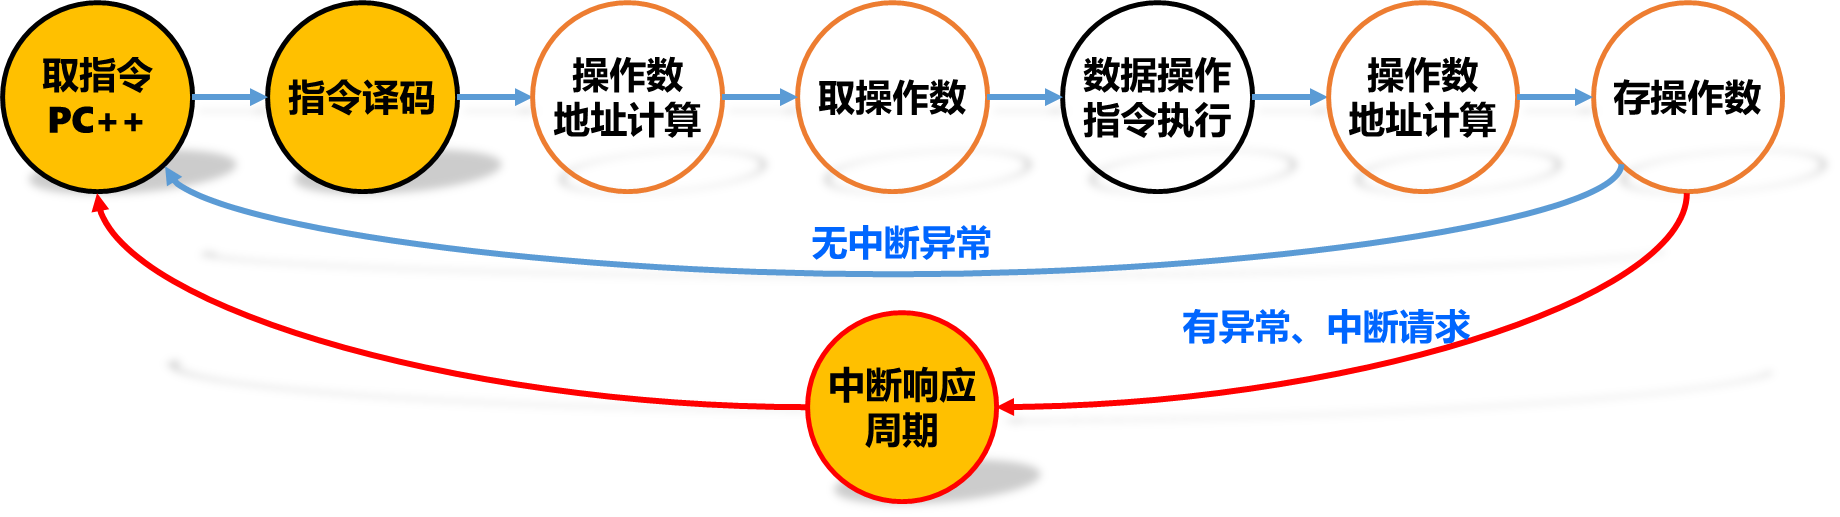 取指令
PC++
指令译码
操作数
地址计算
取操作数
数据操作
指令执行
操作数
地址计算
存操作数
无中断异常
有异常、中断请求
中断响应
周期